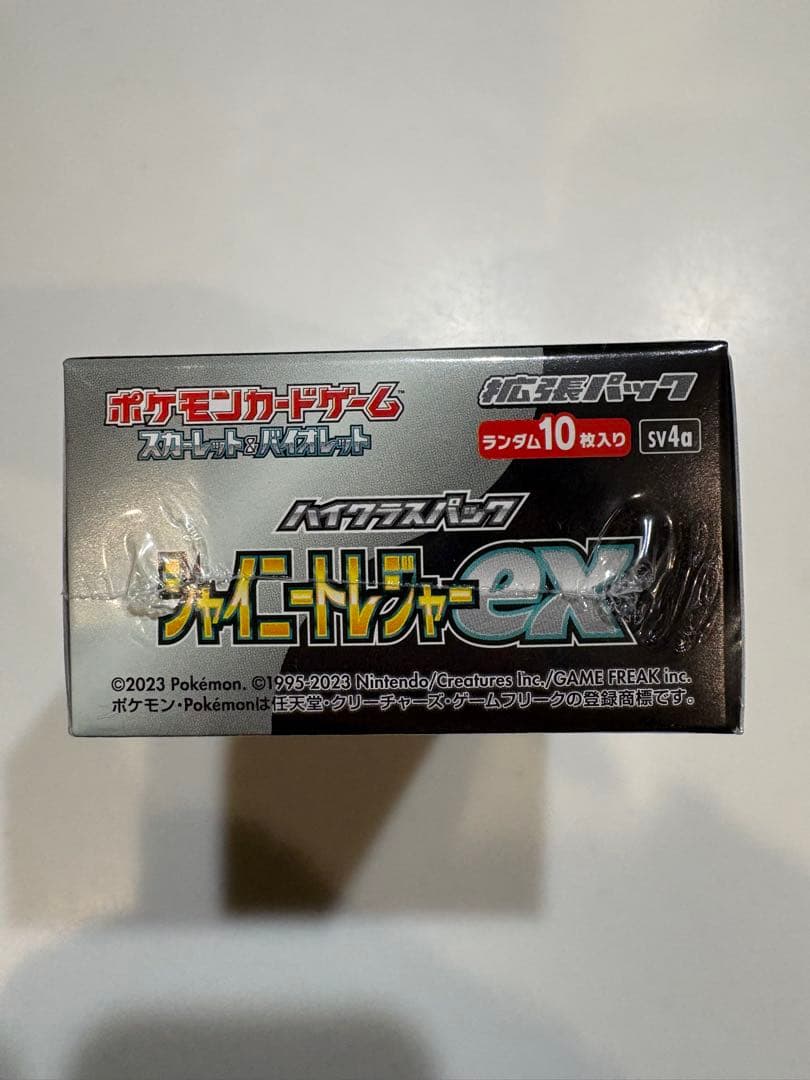 ポケモンカードゲーム™
スカーレット&バイオレット
拡張パック
ランダム10枚入り
SV4a
ハイクラスパック
シャイニートレジャーex
©2023 Pokémon. ©1995-2023 Nintendo/Creatures Inc./GAME FREAK inc.
ポケモン・Pokémonは任天堂・クリーチャーズ・ゲームフリークの登録商標です。